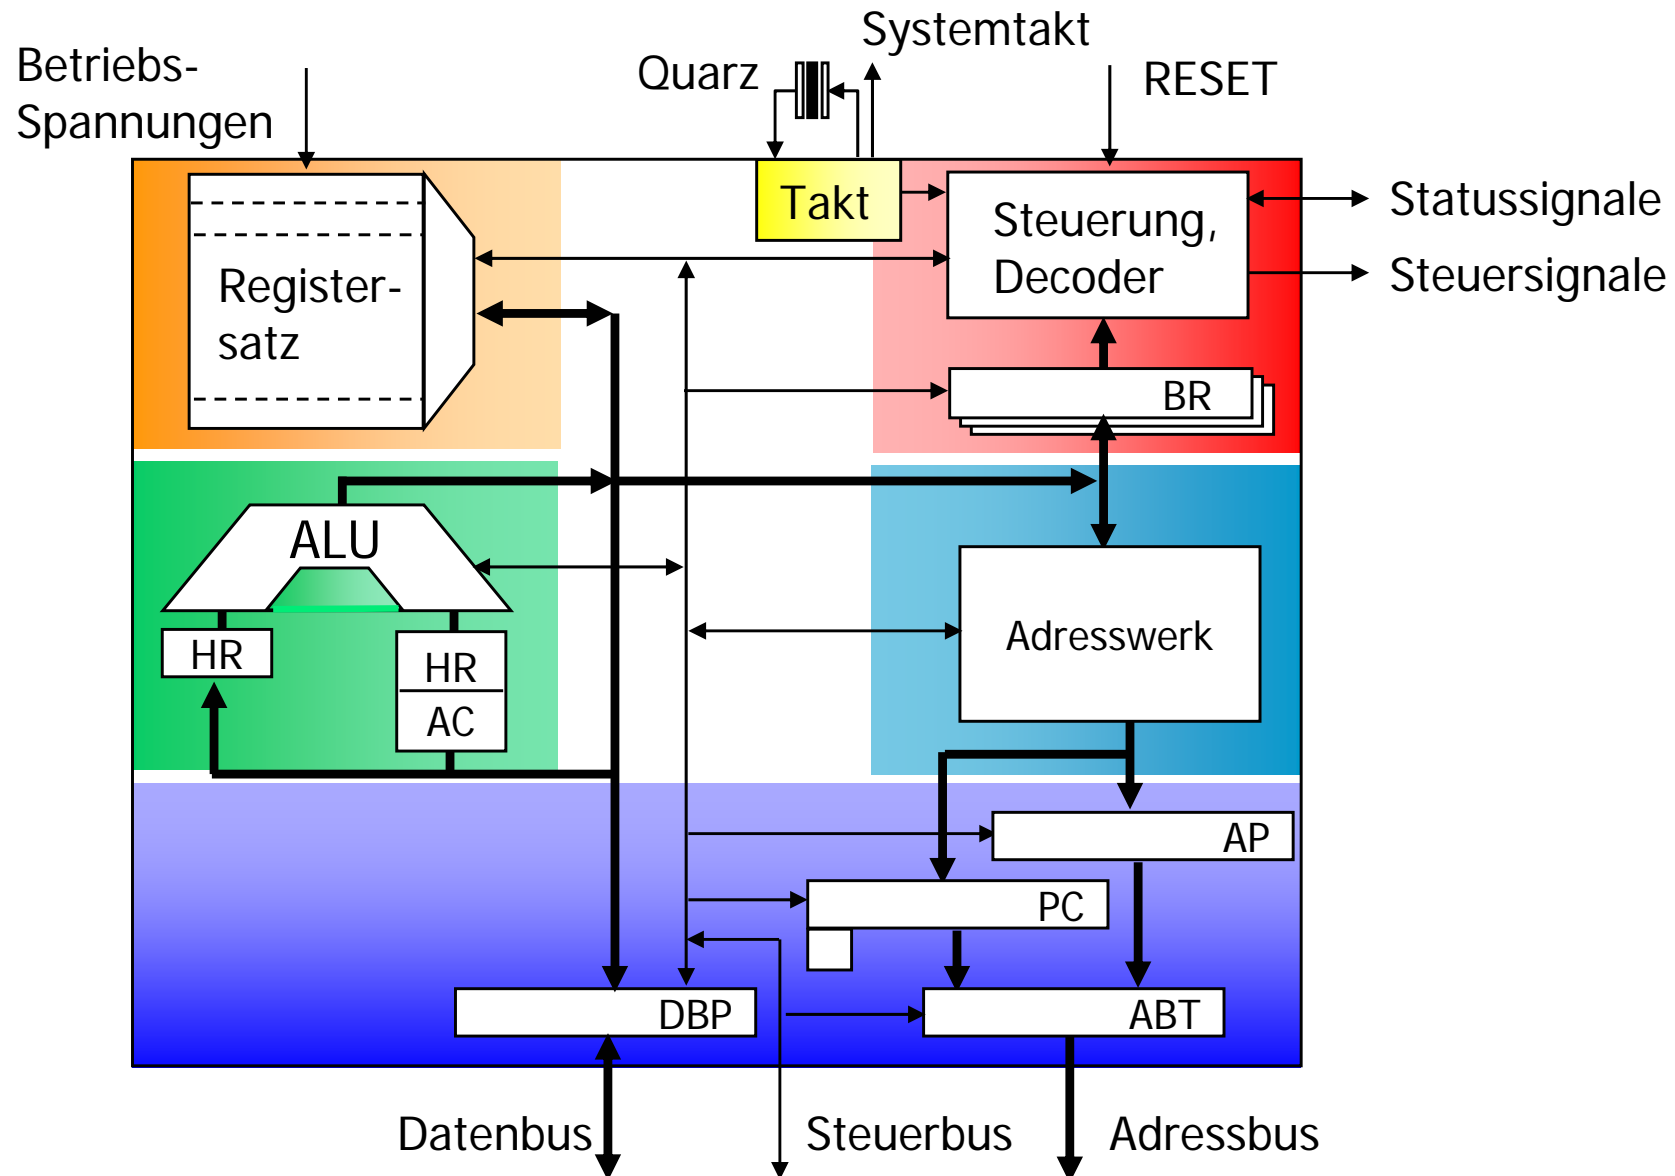 Systemtakt
Betriebs-
Spannungen
Quarz
RESET
Takt
Steuerung,
Decoder
Statussignale
Steuersignale
Register-
satz
BR
ALU
HR
HR
AC
Adresswerk
AP
PC
DBP
ABT
Datenbus
Steuerbus
Adressbus